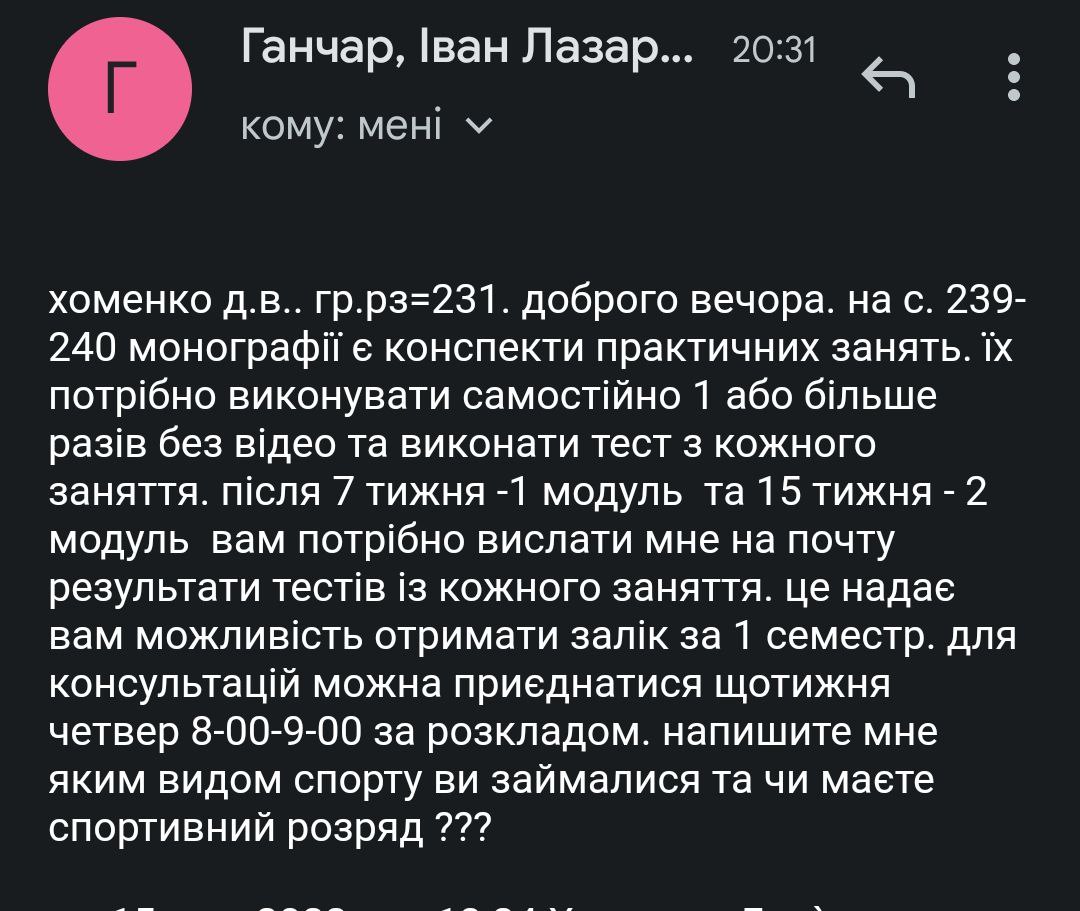 Г
Ганчар, Іван Лазар... 20:31
кому: мені
хоменко д.в.. гр.рз=231. доброго вечора. на с. 239-
240 монографії є конспекти практичних занять. їх
потрібно виконувати самостійно 1 або більше
разів без відео та виконати тест з кожного
заняття. після 7 тижня -1 модуль  та 15 тижня - 2
модуль  вам потрібно вислати мне на почту
результати тестів із кожного заняття. це надає
вам можливість отримати залік за 1 семестр. для
консультацій можна приєднатися щотижня
четвер 8-00-9-00 за розкладом. напишите мне
яким видом спорту ви займалися та чи маєте
спортивний розряд ???